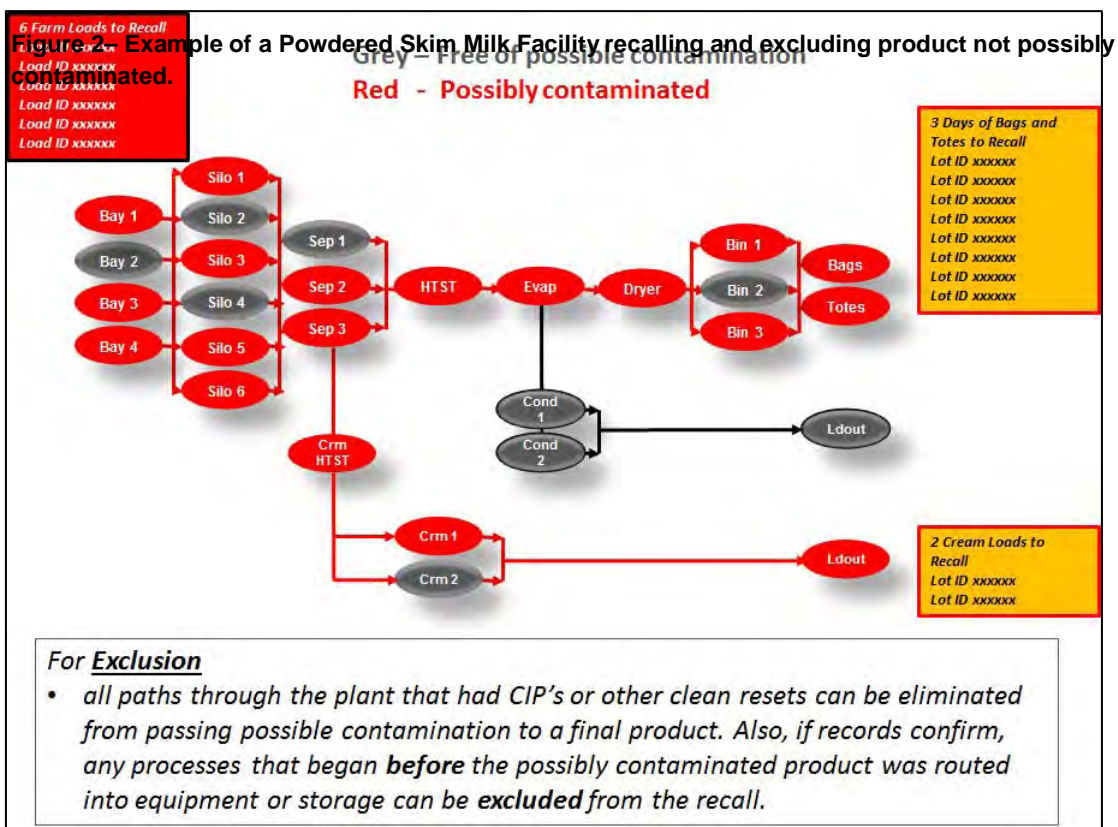 6 Farm Loads to Recall
Load ID xxxxxx
Load ID xxxxxx
Load ID xxxxxx
Load ID xxxxxx
Load ID xxxxxx
Load ID xxxxxx
Figure 2– Example of a Powdered Skim Milk Facility recalling and excluding product not possibly
contaminated.
Grey – Free of possible contamination
Red - Possibly contaminated
3 Days of Bags and
Totes to Recall
Lot ID xxxxxx
Lot ID xxxxxx
Lot ID xxxxxx
Lot ID xxxxxx
Lot ID xxxxxx
Lot ID xxxxxx
Lot ID xxxxxx
Lot ID xxxxxx
Bay 1
Bay 2
Bay 3
Bay 4
Silo 1
Silo 2
Silo 3
Silo 4
Silo 5
Silo 6
Sep 1
Sep 2
Sep 3
HTST
Evap
Dryer
Bin 1
Bin 2
Bin 3
Bags
Totes
Cond
1
Cond
2
Ldout
Crm
HTST
Crm 1
Crm 2
Ldout
2 Cream Loads to
Recall
Lot ID xxxxxx
Lot ID xxxxxx
For Exclusion
• all paths through the plant that had CIP's or other clean resets can be eliminated
from passing possible contamination to a final product. Also, if records confirm,
any processes that began before the possibly contaminated product was routed
into equipment or storage can be excluded from the recall.